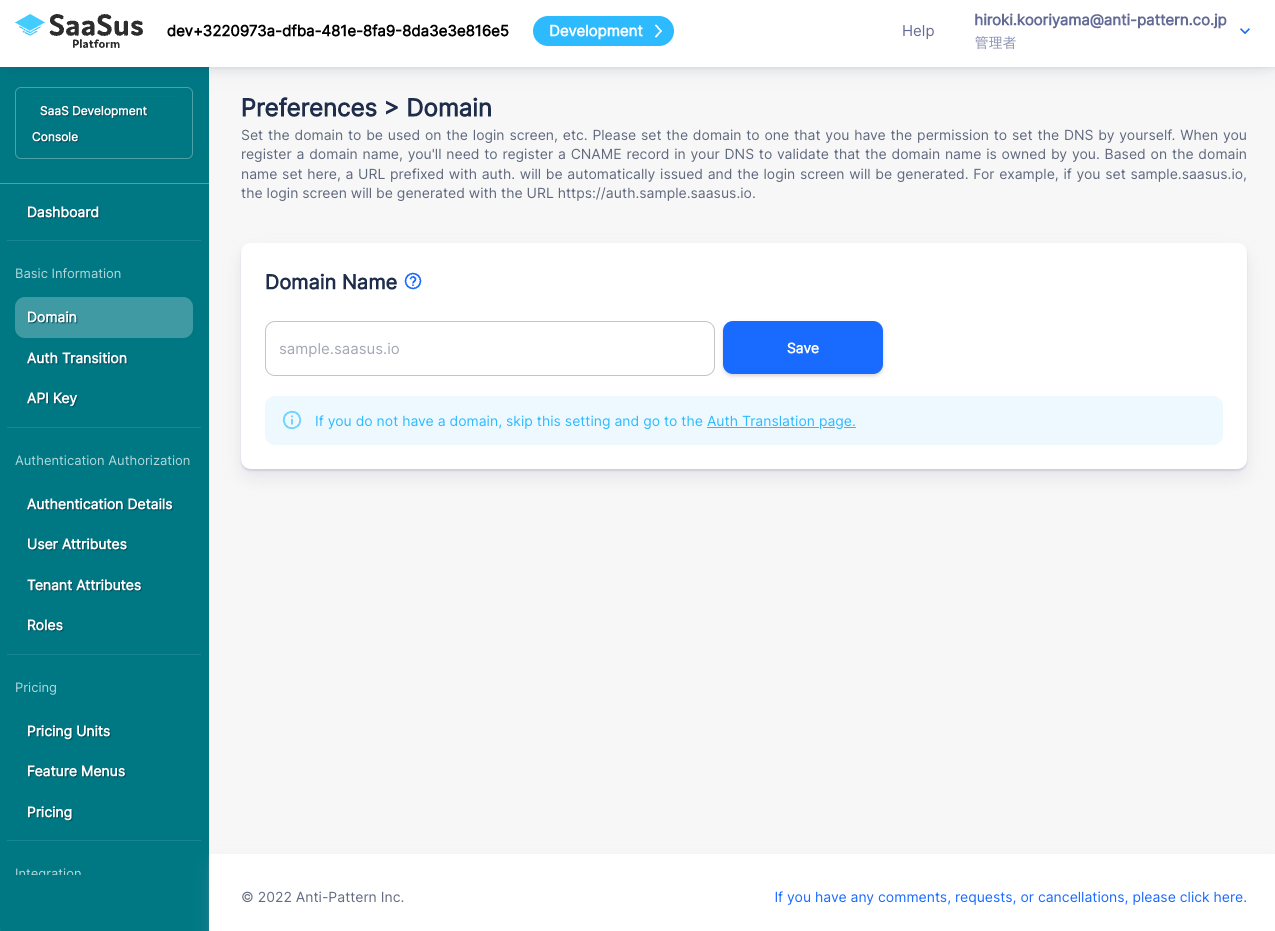 SaaSus
Platform
dev+3220973a-dfba-481e-8fa9-8da3e3e816e5
Development
Help
hiroki.kooriyama@anti-pattern.co.jp
管理者
SaaS Development
Console
Dashboard
Basic Information
Domain
Auth Transition
API Key
Authentication Authorization
Authentication Details
User Attributes
Tenant Attributes
Roles
Pricing
Pricing Units
Feature Menus
Pricing
Integration
Preferences > Domain
Set the domain to be used on the login screen, etc. Please set the domain to one that you have the permission to set the DNS by yourself. When you
register a domain name, you'll need to register a CNAME record in your DNS to validate that the domain name is owned by you. Based on the domain
name set here, a URL prefixed with auth. will be automatically issued and the login screen will be generated. For example, if you set sample.saasus.io,
the login screen will be generated with the URL https://auth.sample.saasus.io.
Domain Name
sample.saasus.io
Save
If you do not have a domain, skip this setting and go to the Auth Translation page.
© 2022 Anti-Pattern Inc.
If you have any comments, requests, or cancellations, please click here.